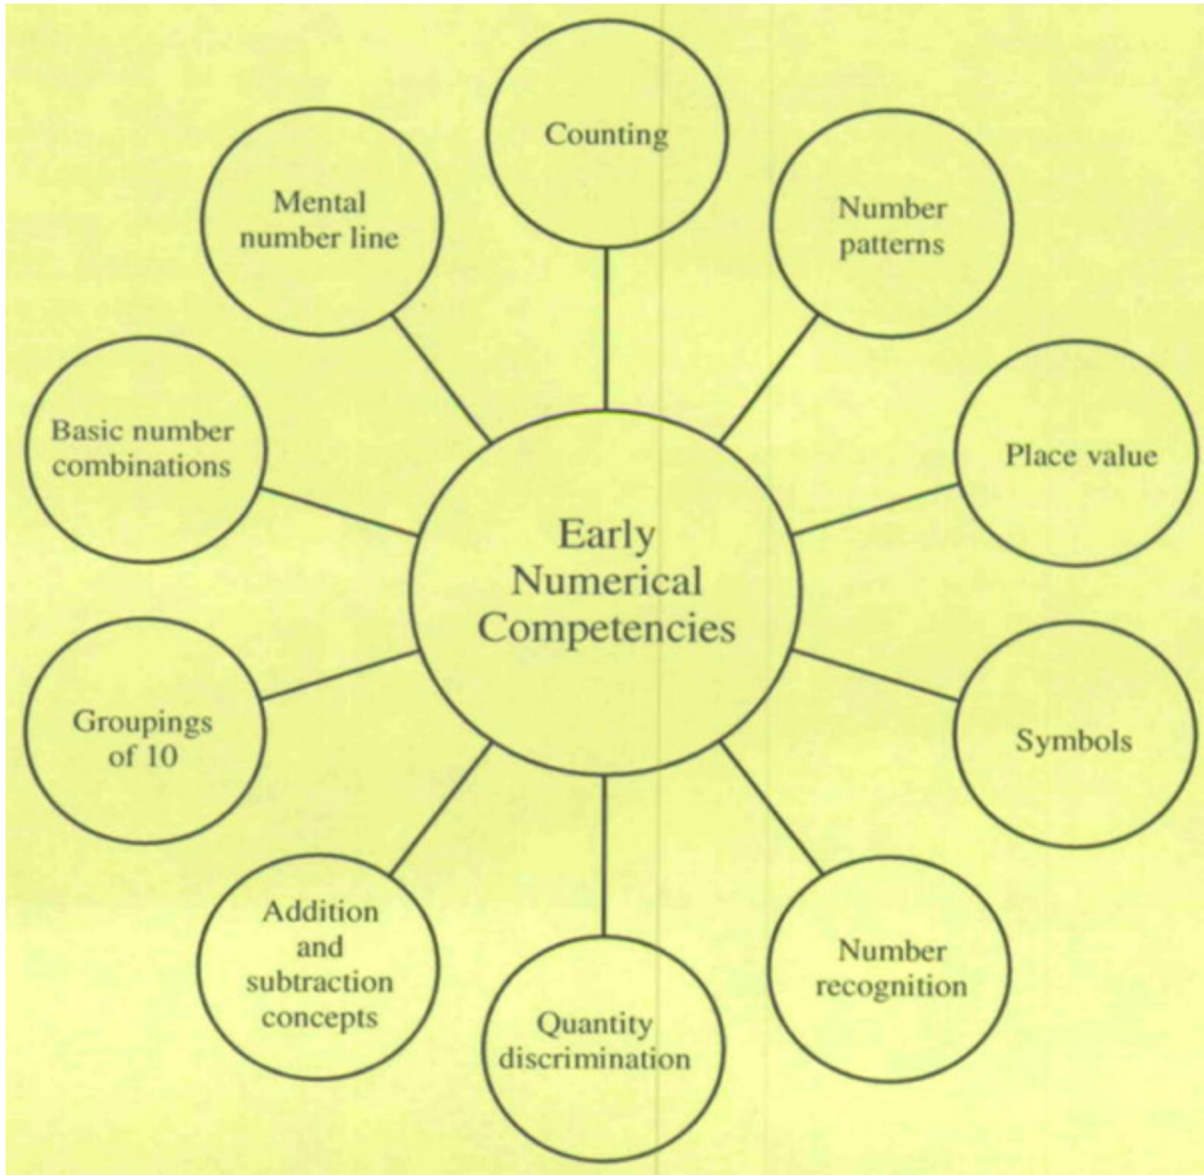 Counting
Mental
number line
Number
patterns
Basic number
combinations
Place value
Early
Numerical
Competencies
Groupings
of 10
Symbols
Addition
and
subtraction
concepts
Number
recognition
Quantity
discrimination